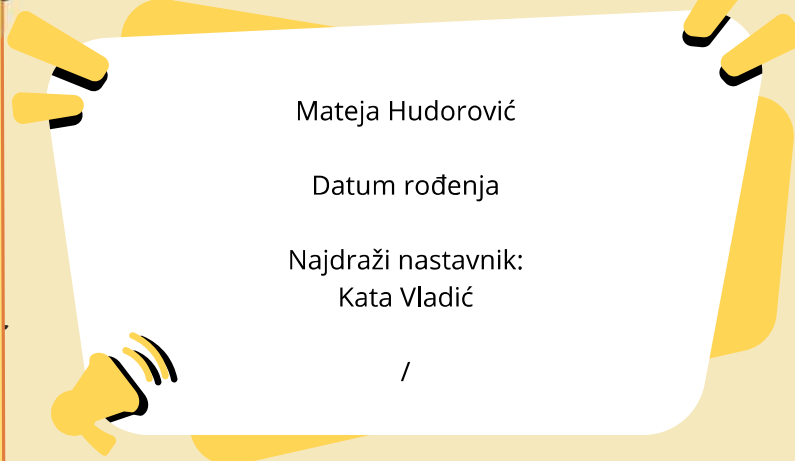 Mateja Hudorović
Datum rođenja
Najdraži nastavnik:
Kata Vladić
/